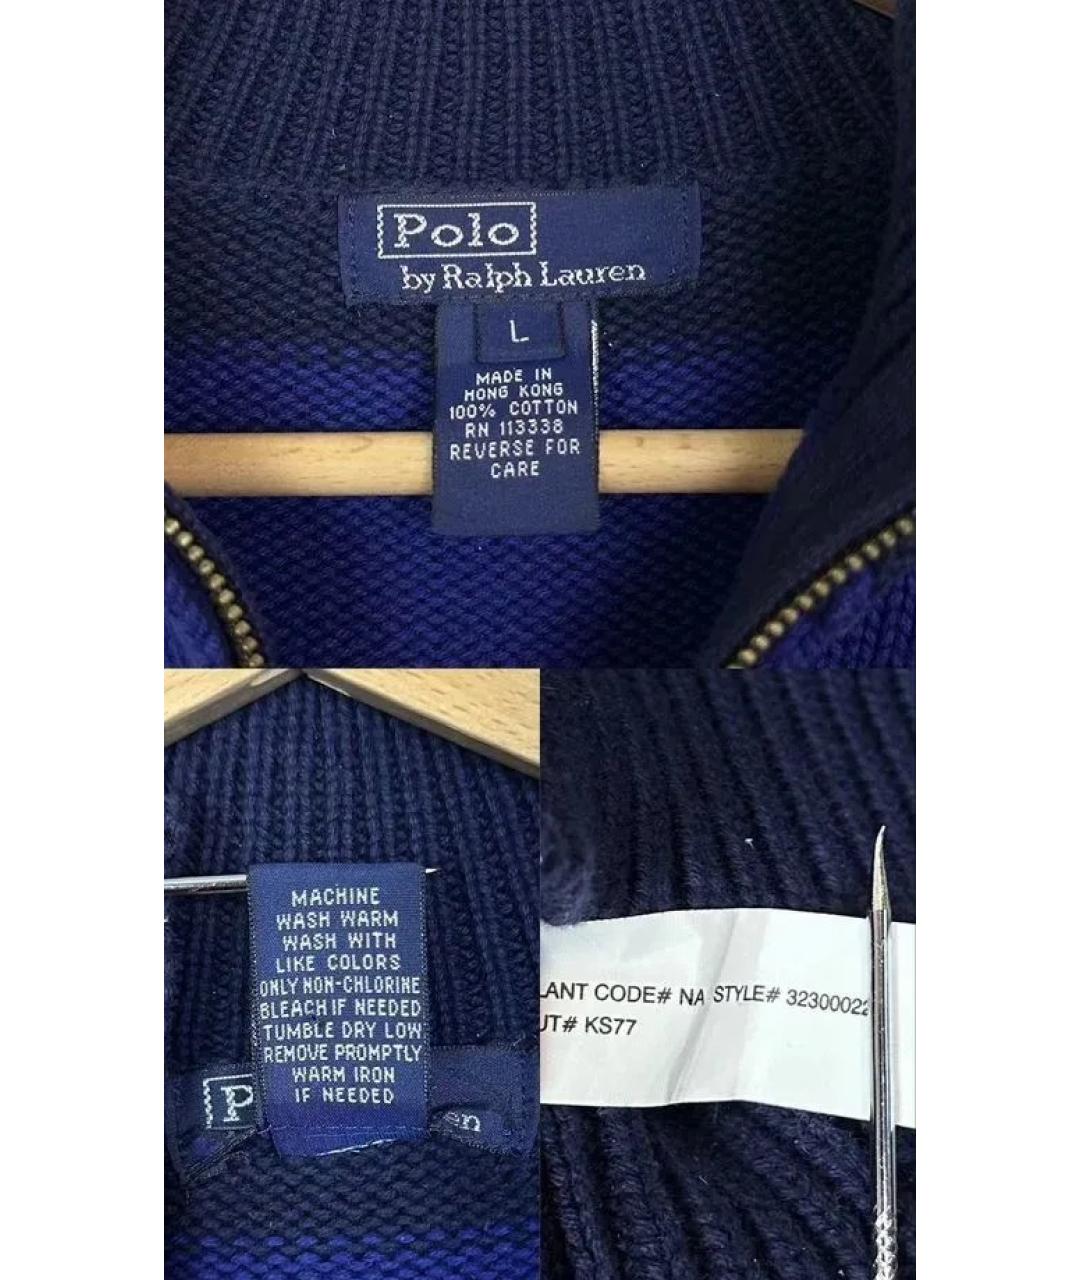 Polo
by Ralph Lauren
L
MADE IN
HONG KONG
100% COTTON
RN 113338
REVERSE FOR
CARE
MACHINE
WASH WARM
WASH WITH
LIKE COLORS
ONLY NON-CHLORINE
BLEACH IF NEEDED
TUMBLE DRY LOW
REMOVE PROMPTLY
WARM IRON
IF NEEDED
P en
LANT CODE# NA STYLE# 32300022
UT# KS77